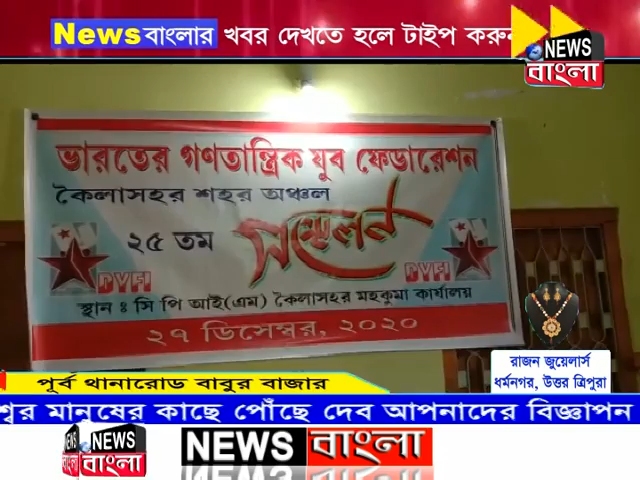 Newsবাংলার খবর দেখতে হলে টাইপ করুন
NEWS
বাংলা
ভারতের গণতান্ত্রিক যুব ফেডারেশন
কৈলাসহর শহর অঞ্চল
২৫ তম
সম্মেলন
DYFI
DYFI
স্থান ঃ সি পি আই(এম) কৈলাসহর মহকুমা কার্যালয়
২৭ ডিসেম্বর, ২০২০
রাজন জুয়েলার্স
ধর্মনগর, উত্তর ত্রিপুরা
পূর্ব থানারোড বাবুর বাজার
শ্বর মানুষের কাছে পৌঁছে দেব আপনাদের বিজ্ঞাপন
NEWS
বাংলা
NEWS বাংলা